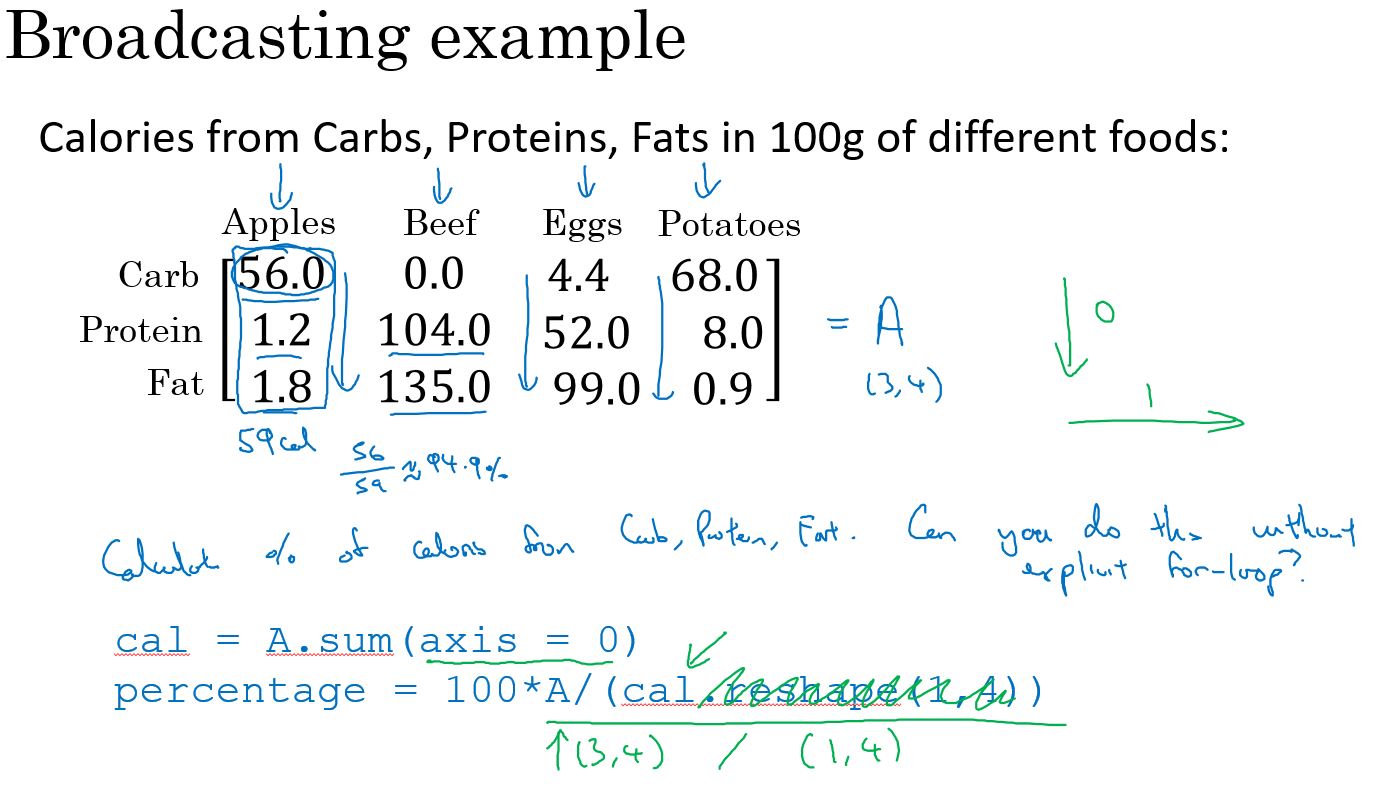 Broadcasting example
Calories from Carbs, Proteins, Fats in 100g of different foods:
Apples Beef Eggs Potatoes
Carb [56.0 0.0 4.4 68.0]
Protein 1.2 104.0 52.0 8.0 = A
Fat 1.8 135.0 99.0 0.9 (3,4)
0
1
59cal
56/59 ≈ 94.9%
Calculate % of calories from Carb, Protein, Fat. Can you do this without
explicit for-loop?
cal = A.sum(axis = 0)
percentage = 100*A/(cal.reshape(1,4))
↑(3,4) / (1,4)